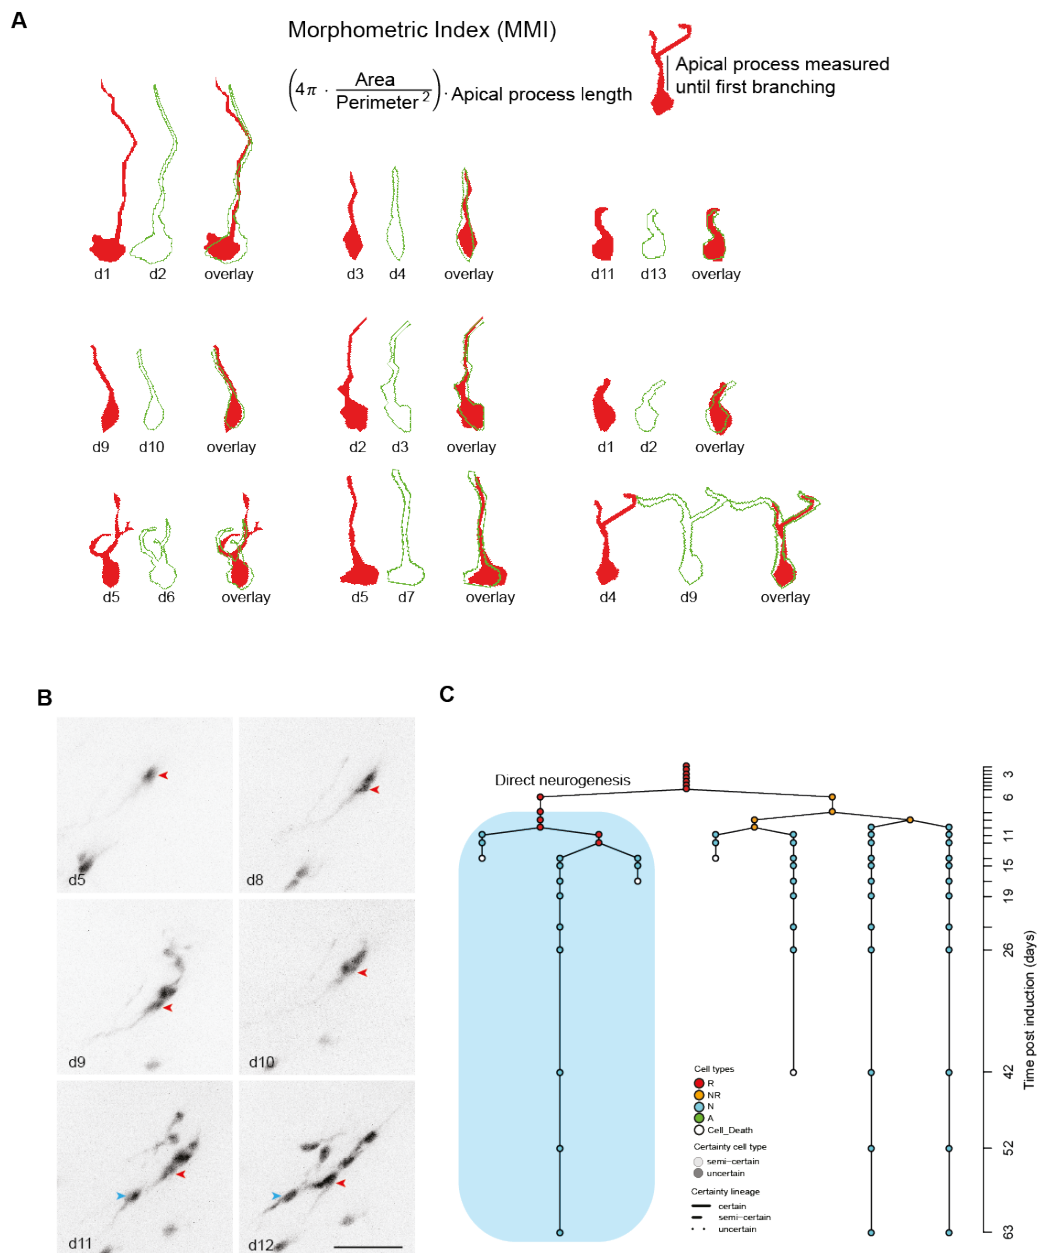 A
Morphometric Index (MMI)
(4π · Area / Perimeter²) · Apical process length
Apical process measured
until first branching
d1 d2 overlay
d3 d4 overlay
d11 d13 overlay
d9 d10 overlay
d2 d3 overlay
d1 d2 overlay
d5 d6 overlay
d5 d7 overlay
d4 d9 overlay
B
d5
d8
d9
d10
d11
d12
C
Direct neurogenesis
3
6
11
15
19
26
42
52
63
Time post induction (days)
Cell types
R
NR
N
A
Cell_Death
Certainty cell type
semi-certain
uncertain
Certainty lineage
certain
semi-certain
uncertain